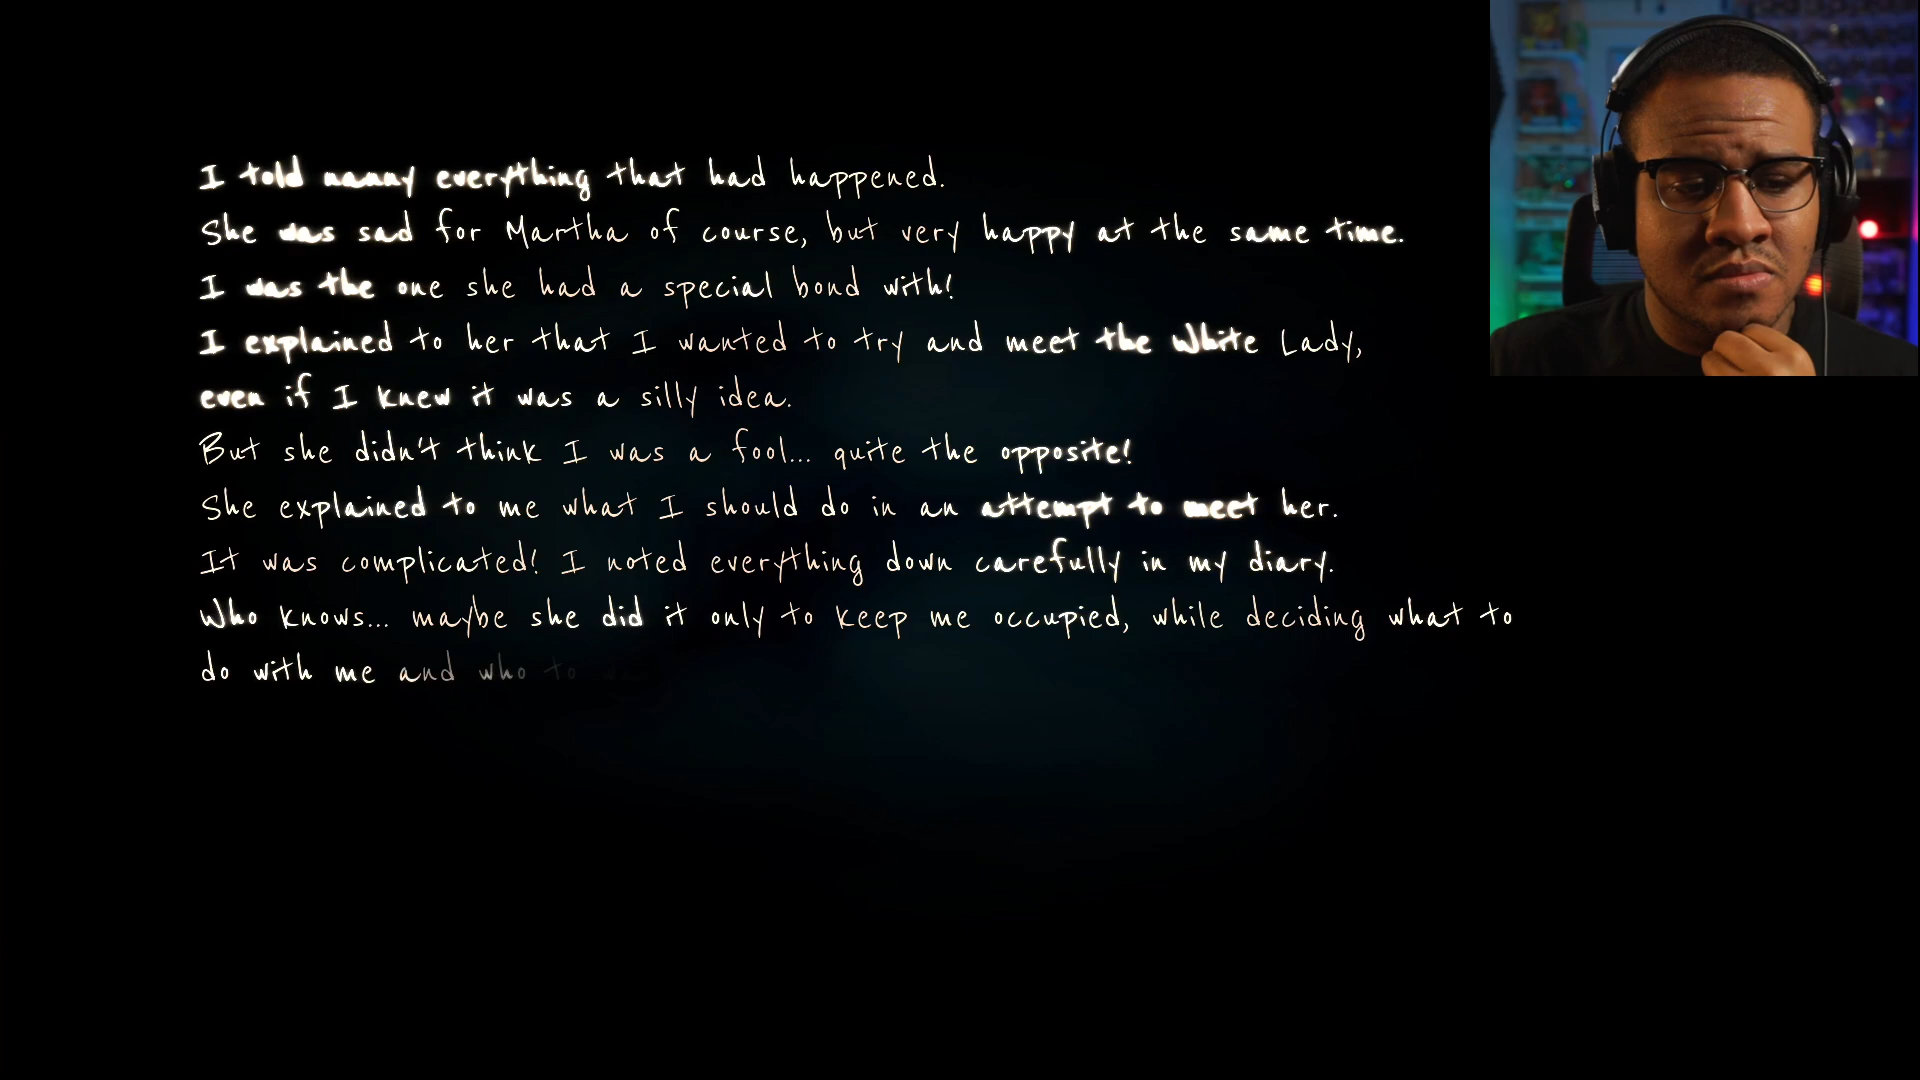 I told nanny everything that had happened.
She was sad for Martha of course, but very happy at the same time.
I was the one she had a special bond with!
I explained to her that I wanted to try and meet the White Lady,
even if I knew it was a silly idea.
But she didn't think I was a fool... quite the opposite!
She explained to me what I should do in an attempt to meet her.
It was complicated! I noted everything down carefully in my diary.
Who knows... maybe she did it only to keep me occupied, while deciding what to
do with me and who to